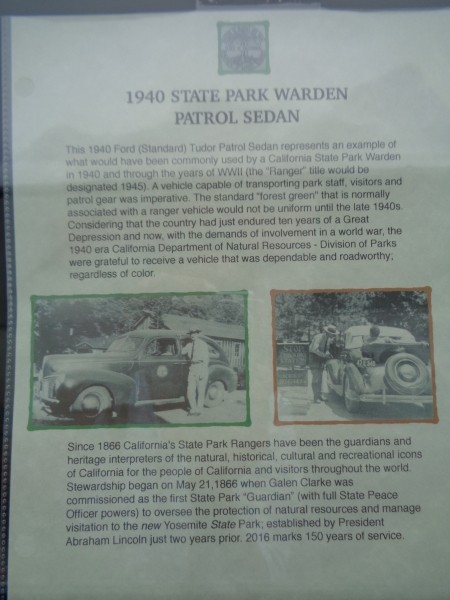 1940 STATE PARK WARDEN
PATROL SEDAN
This 1940 Ford (Standard) Tudor Patrol Sedan represents an example of
what would have been commonly used by a California State Park Warden
in 1940 and through the years of WWII (the "Ranger" title would be
designated 1945). A vehicle capable of transporting park staff, visitors and
patrol gear was imperative. The standard "forest green" that is normally
associated with a ranger vehicle would not be uniform until the late 1940s.
Considering that the country had just endured ten years of a Great
Depression and now, with the demands of involvement in a world war, the
1940 era California Department of Natural Resources - Division of Parks
were grateful to receive a vehicle that was dependable and roadworthy,
regardless of color.
Since 1866 California's State Park Rangers have been the guardians and
heritage interpreters of the natural, historical, cultural and recreational icons
of California for the people of California and visitors throughout the world.
Stewardship began on May 21,1866 when Galen Clarke was
commissioned as the first State Park "Guardian" (with full State Peace
Officer powers) to oversee the protection of natural resources and manage
visitation to the new Yosemite State Park; established by President
Abraham Lincoln just two years prior. 2016 marks 150 years of service.